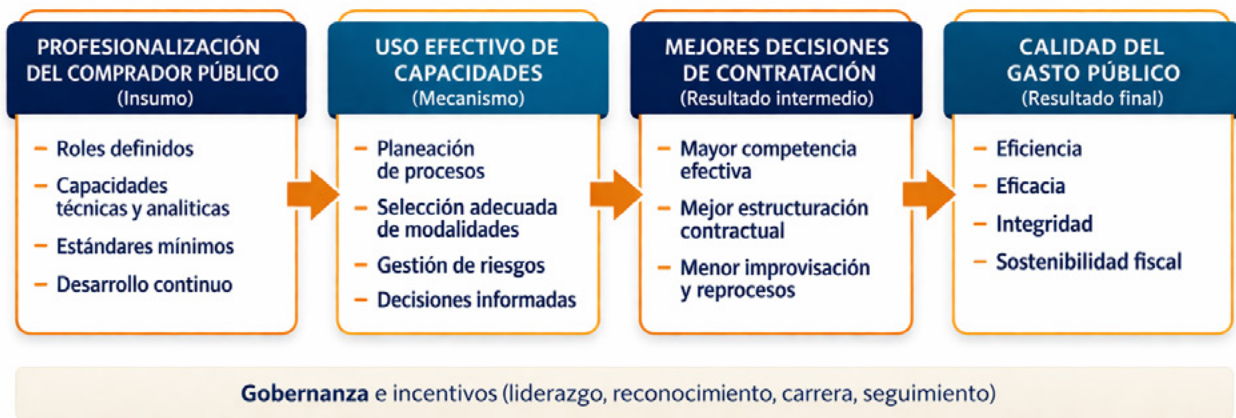 PROFESIONALIZACIÓN
DEL COMPRADOR PÚBLICO
(Insumo)
– Roles definidos
– Capacidades
técnicas y analiticas
– Estándares mínimos
– Desarrollo continuo
USO EFECTIVO DE
CAPACIDADES
(Mecanismo)
– Planeación
de procesos
– Selección adecuada
de modalidades
– Gestión de riesgos
– Decisiones informadas
MEJORES DECISIONES
DE CONTRATACIÓN
(Resultado intermedio)
– Mayor competencia
efectiva
– Mejor estructuración
contractual
– Menor improvisación
y reprocesos
CALIDAD DEL
GASTO PÚBLICO
(Resultado final)
– Eficiencia
– Eficacia
– Integridad
– Sostenibilidad fiscal
Gobernanza e incentivos (liderazgo, reconocimiento, carrera, seguimiento)